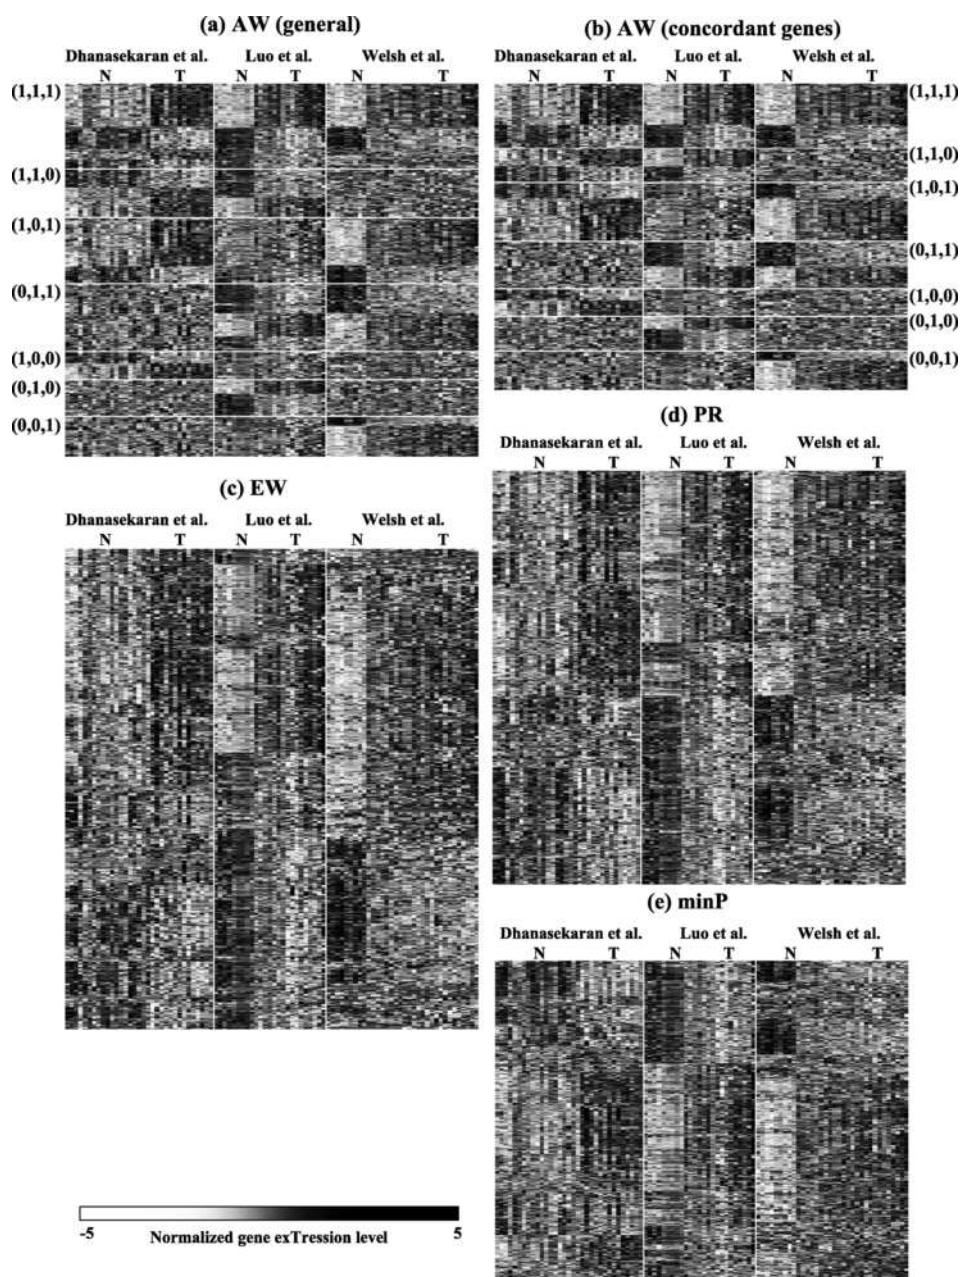 (a) AW (general)
Dhanasekaran et al. Luo et al. Welsh et al.
N T N T N T
(1,1,1)
(1,1,0)
(1,0,1)
(0,1,1)
(1,0,0)
(0,1,0)
(0,0,1)
(b) AW (concordant genes)
Dhanasekaran et al. Luo et al. Welsh et al.
N T N T N T
(1,1,1)
(1,1,0)
(1,0,1)
(0,1,1)
(1,0,0)
(0,1,0)
(0,0,1)
(c) EW
Dhanasekaran et al. Luo et al. Welsh et al.
N T N T N T
(d) PR
Dhanasekaran et al. Luo et al. Welsh et al.
N T N T N T
(e) minP
Dhanasekaran et al. Luo et al. Welsh et al.
N T N T N T
-5 Normalized gene exTression level 5